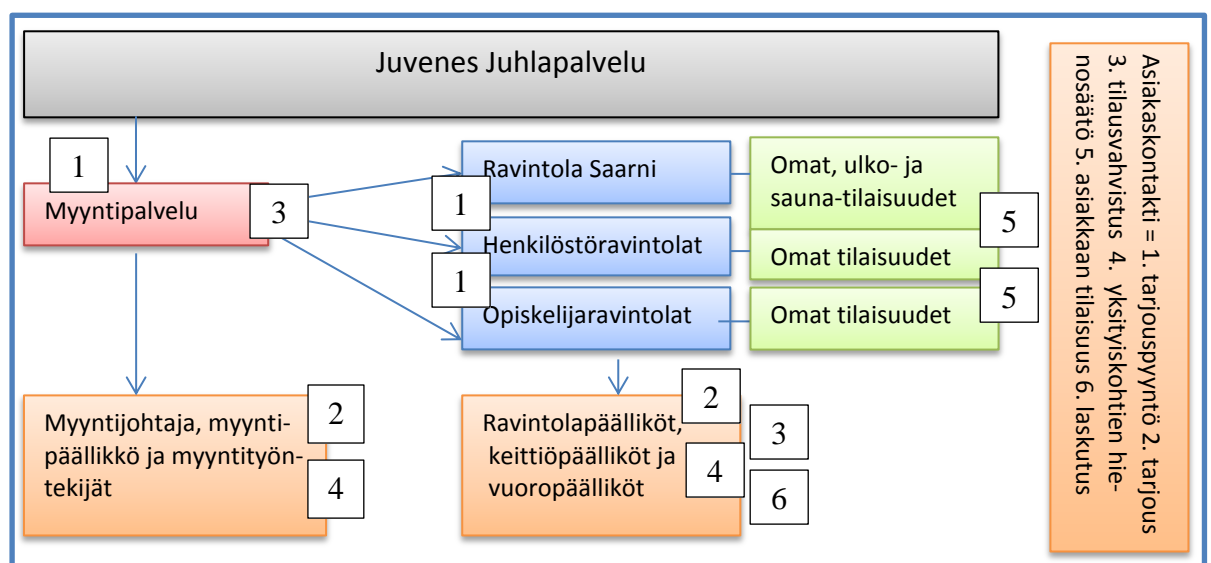 Juvenes Juhlapalvelu
1
Myyntipalvelu
3
Ravintola Saarni
1
Henkilöstöravintolat
1
Opiskelijaravintolat
Omat, ulko- ja
sauna-tilaisuudet
5
Omat tilaisuudet
5
Omat tilaisuudet
Myyntijohtaja, myynti-
päällikkö ja myyntityön-
tekijät
2
4
Ravintolapäälliköt,
keittiöpäälliköt ja
vuoropäälliköt
2
3
4
6
Asiakaskontakti = 1. tarjouspyyntö 2. tarjous
3. tilausvahvistus 4. yksityiskohtien hie-
nosäätö 5. asiakkaan tilaisuus 6. laskutus